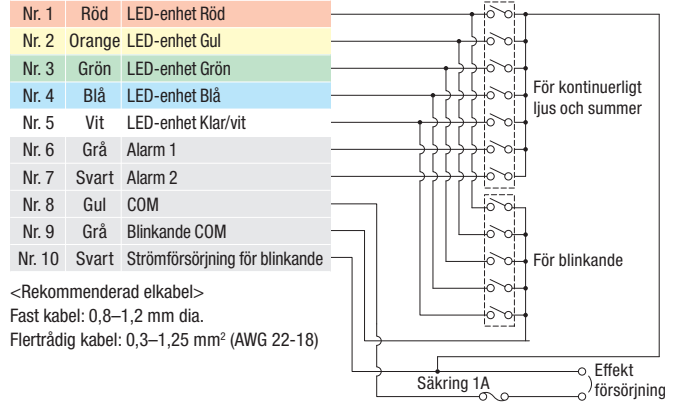 Nr. 1 Röd LED-enhet Röd
Nr. 2 Orange LED-enhet Gul
Nr. 3 Grön LED-enhet Grön
Nr. 4 Blå LED-enhet Blå
Nr. 5 Vit LED-enhet Klar/vit
Nr. 6 Grå Alarm 1
Nr. 7 Svart Alarm 2
Nr. 8 Gul COM
Nr. 9 Grå Blinkande COM
Nr. 10 Svart Strömförsörjning för blinkande
För kontinuerligt
ljus och summer
För blinkande
<Rekommenderad elkabel>
Fast kabel: 0,8–1,2 mm dia.
Flertrådig kabel: 0,3–1,25 mm² (AWG 22-18)
Säkring 1A
Effekt
försörjning